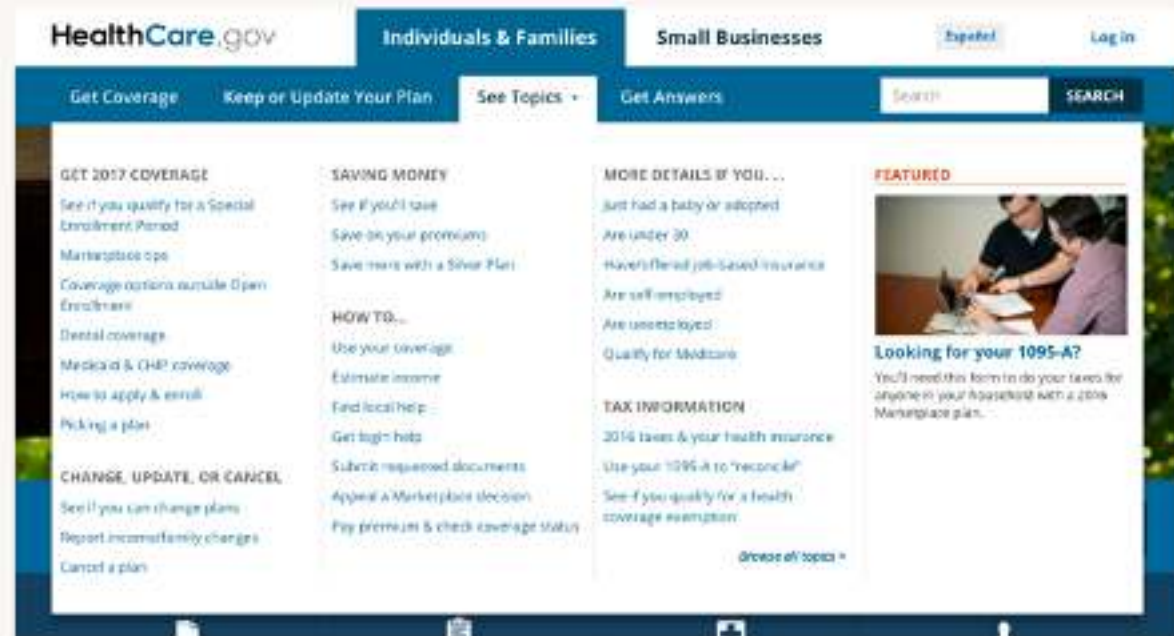 HealthCare.gov
Individuals & Families
Small Businesses
Español
Log in
Get Coverage
Keep or Update Your Plan
See Topics
Get Answers
Search
SEARCH
GET 2017 COVERAGE
See if you qualify for a Special
Enrollment Period
Marketplace tips
Coverage options outside Open
Enrollment
Dental coverage
Medicaid & CHIP coverage
How to apply & enroll
Picking a plan
CHANGE, UPDATE, OR CANCEL
See if you can change plans
Report income/family changes
Cancel a plan
SAVING MONEY
See if you'll save
Save on your premiums
Save more with a Silver Plan
HOW TO...
Use your coverage
Estimate income
Find local help
Get login help
Submit requested documents
Appeal a Marketplace decision
Pay premium & check coverage status
MORE DETAILS IF YOU...
Just had a baby or adopted
Are under 30
Have offered job-based insurance
Are self-employed
Are unemployed
Qualify for Medicare
TAX INFORMATION
2016 taxes & your health insurance
Use your 1095-A to "reconcile"
See if you qualify for a health
coverage exemption
Browse all topics »
FEATURED
Looking for your 1095-A?
You'll need this form to do your taxes for
anyone in your household with a 2016
Marketplace plan.